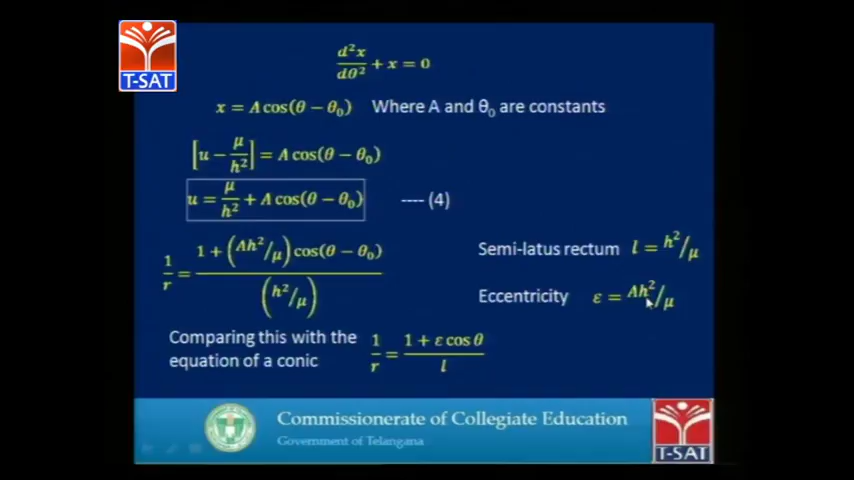 T-SAT
d²x/dθ² + x = 0
x = A cos(θ − θ₀) Where A and θ₀ are constants
[u − μ/h²] = A cos(θ − θ₀)
u = μ/h² + A cos(θ − θ₀) ---- (4)
1/r = (1 + (Ah²/μ) cos(θ − θ₀)) / (h²/μ)
Semi-latus rectum l = h²/μ
Eccentricity ε = Ah²/μ
Comparing this with the
equation of a conic
1/r = (1 + ε cos θ) / l
Commissionerate of Collegiate Education
Government of Telangana
T-SAT